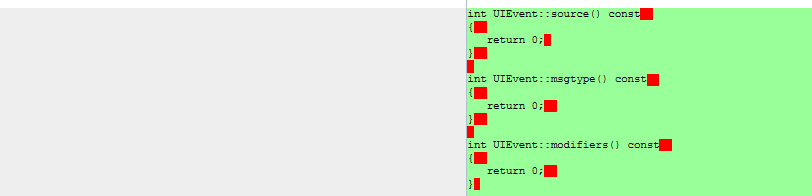 int UIEvent::source() const
{
return 0;
}
int UIEvent::msgtype() const
{
return 0;
}
int UIEvent::modifiers() const
{
return 0;
}